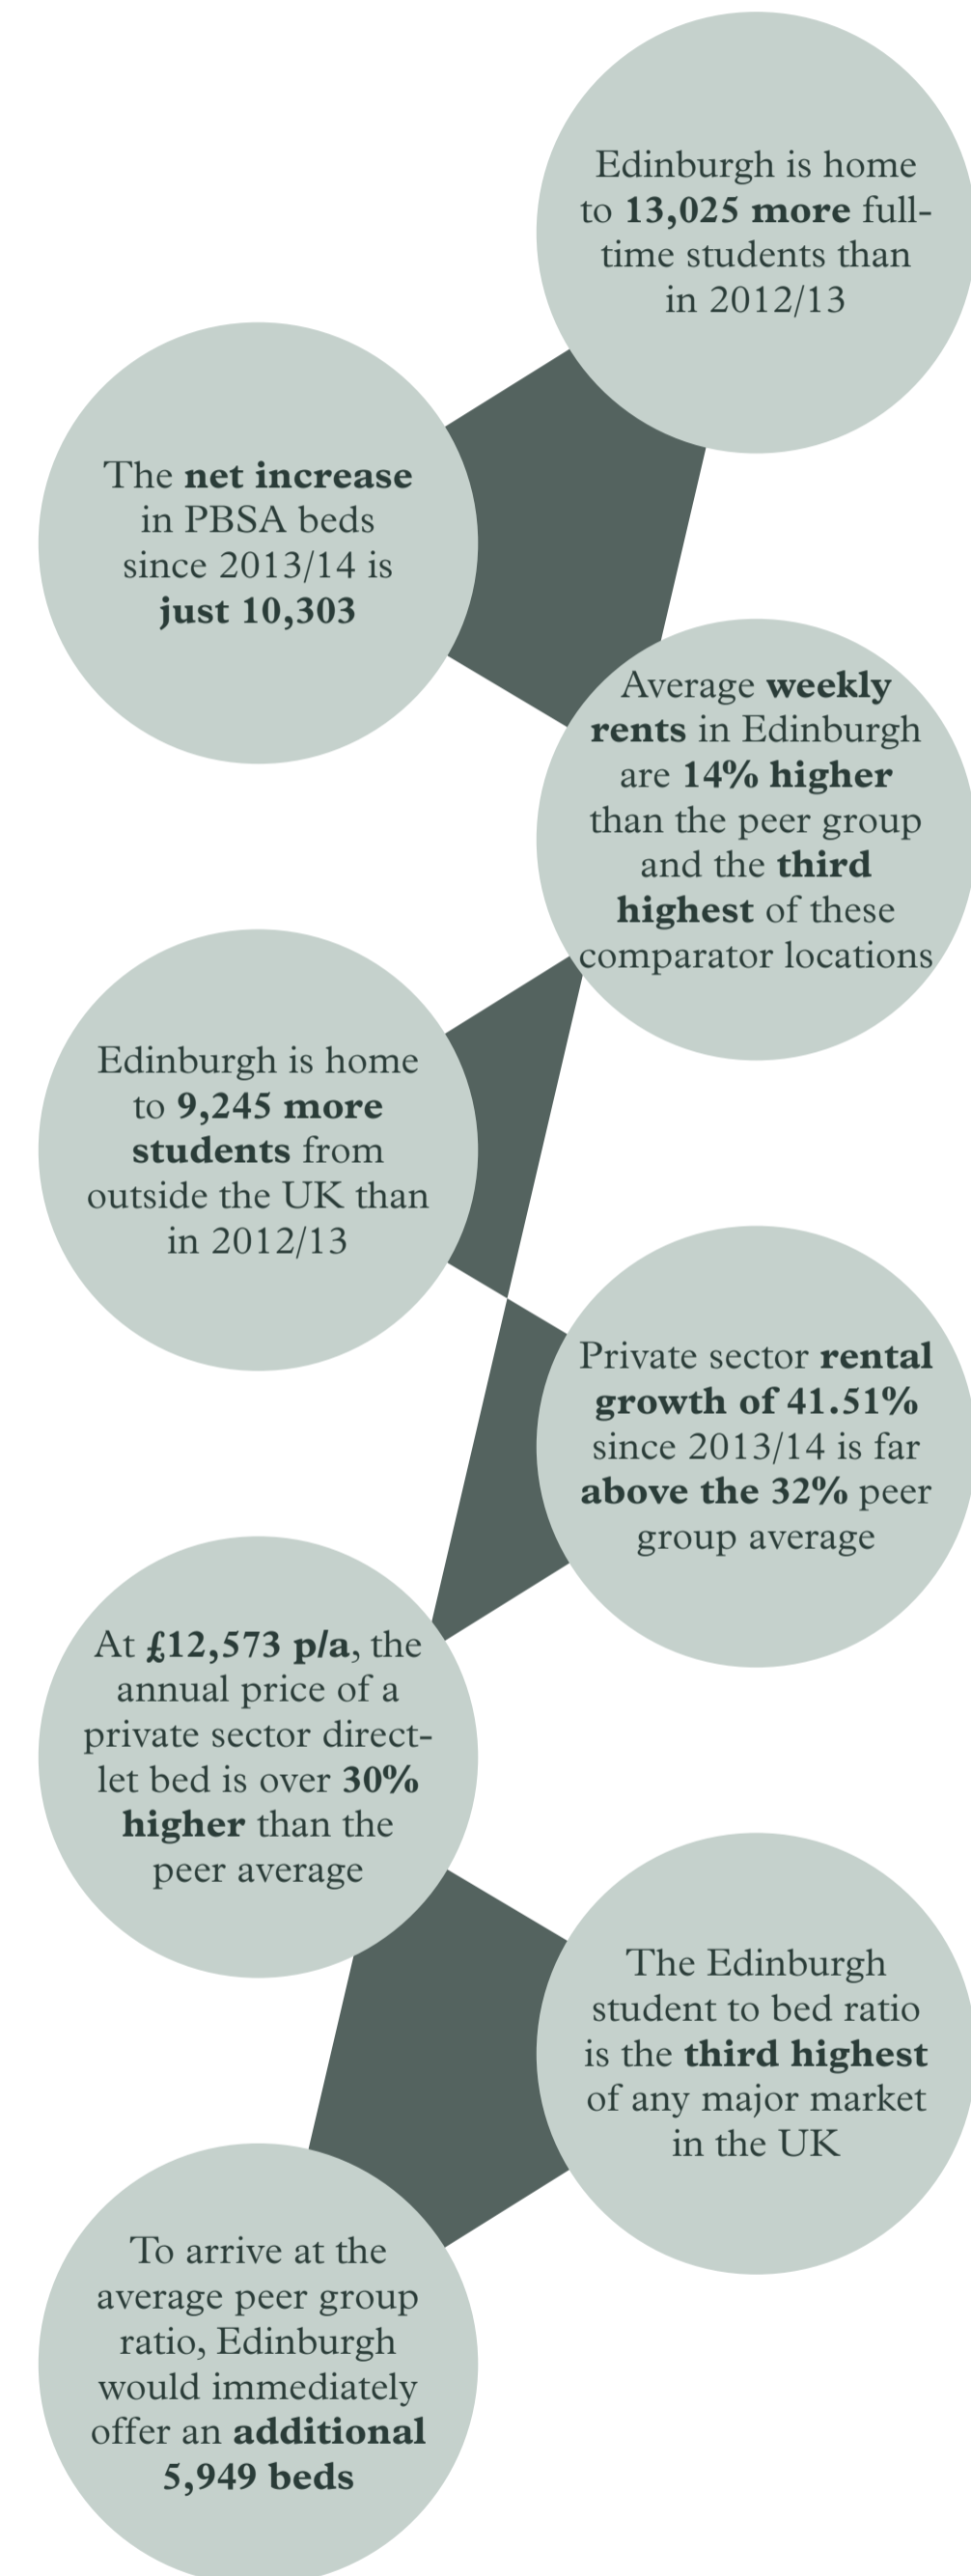 Edinburgh is home
to 13,025 more full-
time students than
in 2012/13
The net increase
in PBSA beds
since 2013/14 is
just 10,303
Average weekly
rents in Edinburgh
are 14% higher
than the peer group
and the third
highest of these
comparator locations
Edinburgh is home
to 9,245 more
students from
outside the UK than
in 2012/13
Private sector rental
growth of 41.51%
since 2013/14 is far
above the 32% peer
group average
At £12,573 p/a, the
annual price of a
private sector direct-
let bed is over 30%
higher than the
peer average
The Edinburgh
student to bed ratio
is the third highest
of any major market
in the UK
To arrive at the
average peer group
ratio, Edinburgh
would immediately
offer an additional
5,949 beds